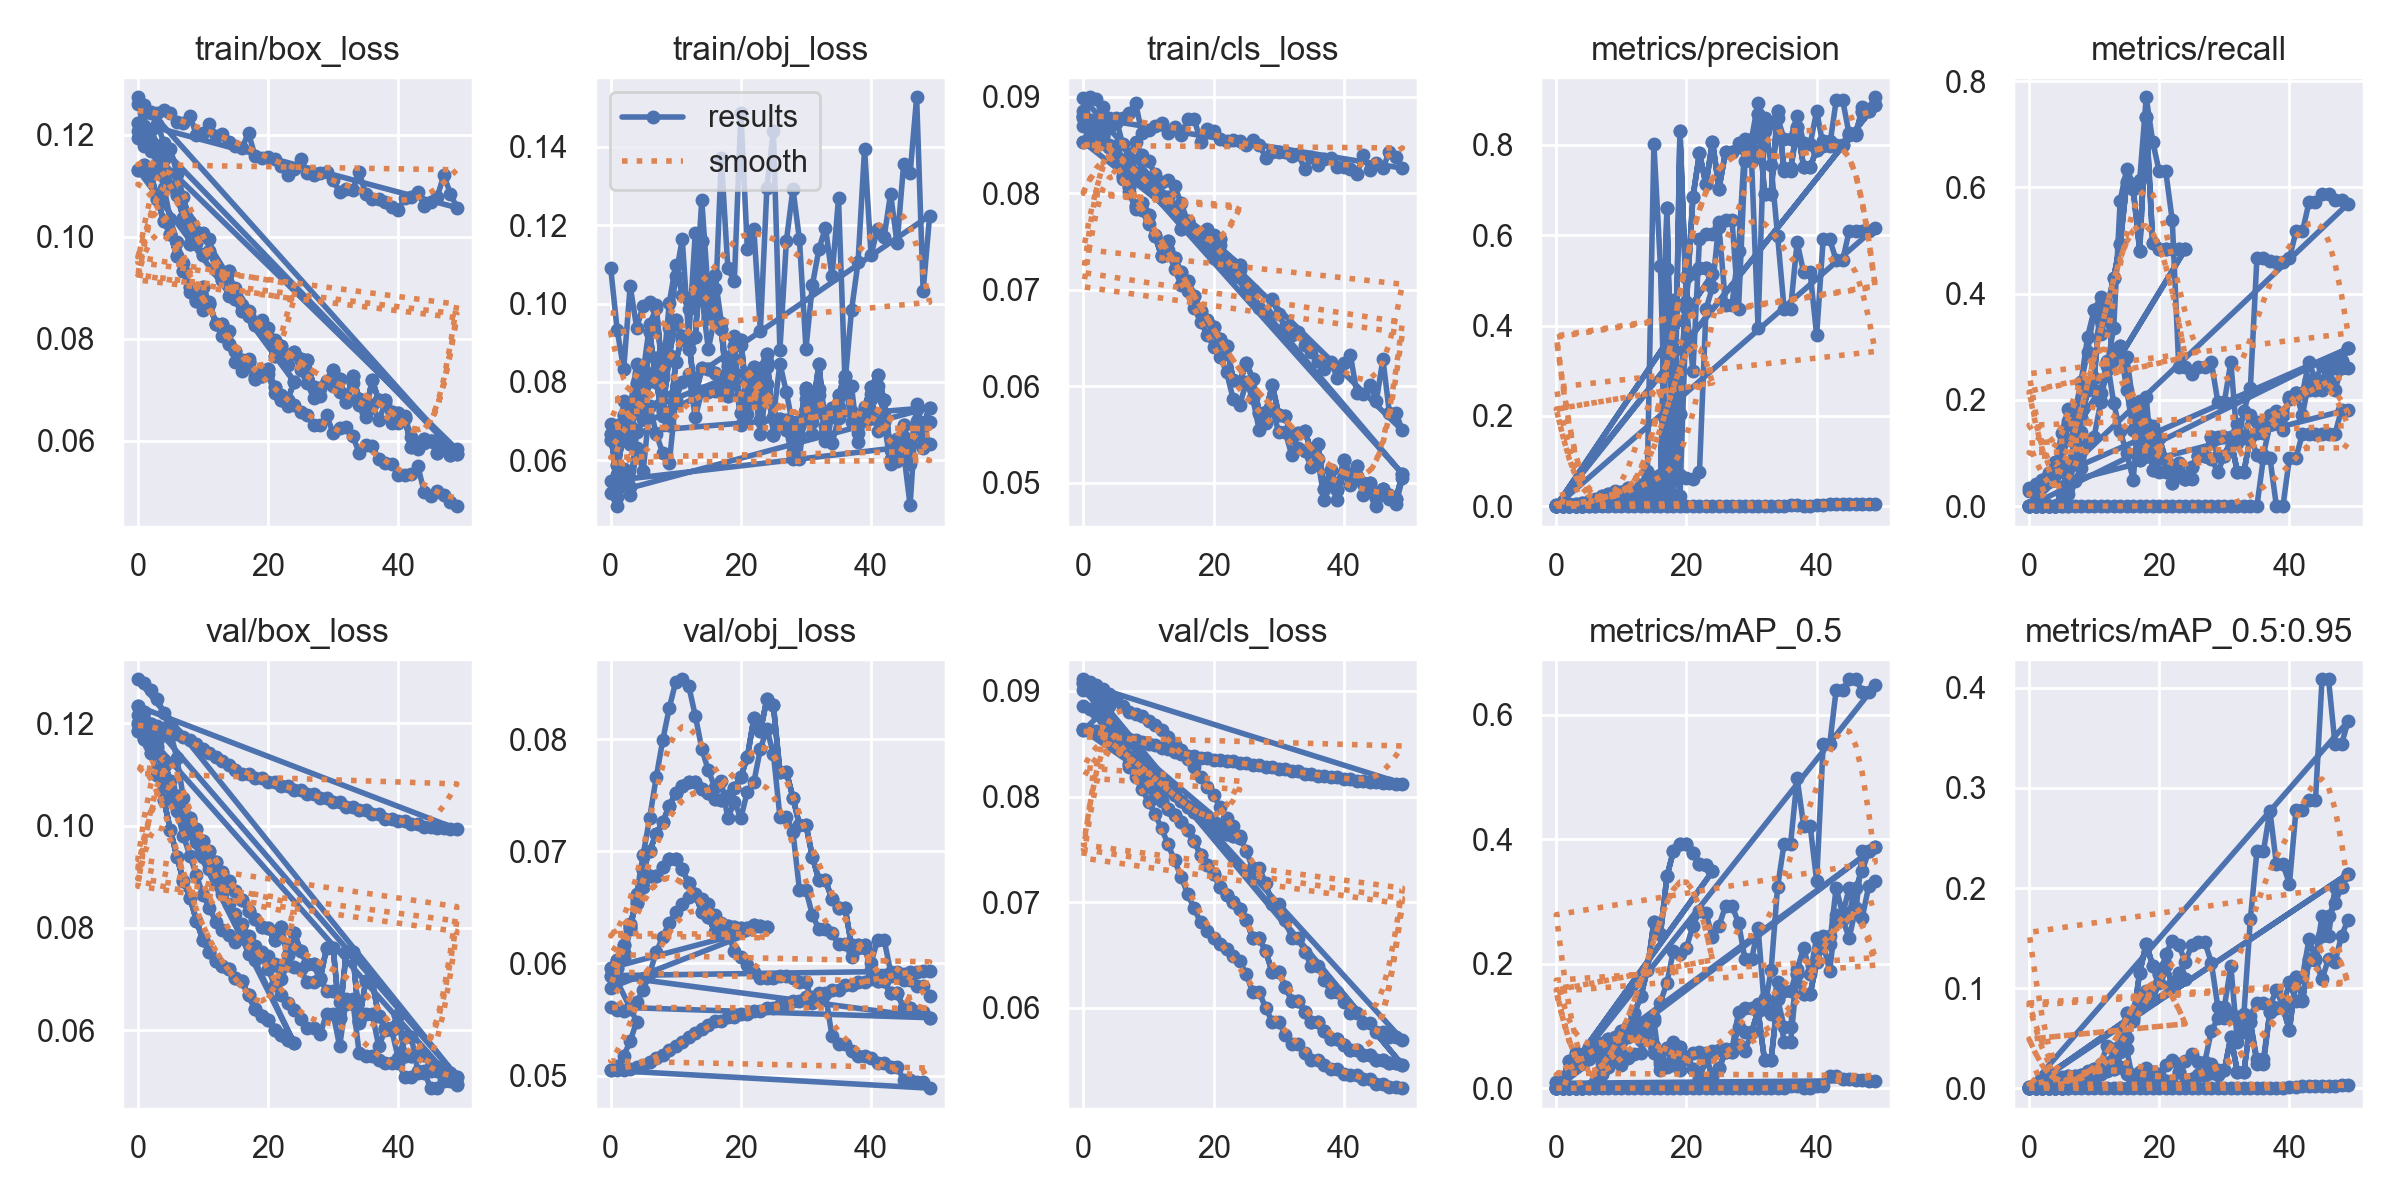 train/box_loss
train/obj_loss
train/cls_loss
metrics/precision
metrics/recall
0.12
0.10
0.08
0.06
0 20 40
results
smooth
0.14
0.12
0.10
0.08
0.06
0 20 40
0.09
0.08
0.07
0.06
0.05
0 20 40
0.8
0.6
0.4
0.2
0.0
0 20 40
0.8
0.6
0.4
0.2
0.0
0 20 40
val/box_loss
val/obj_loss
val/cls_loss
metrics/mAP_0.5
metrics/mAP_0.5:0.95
0.12
0.10
0.08
0.06
0 20 40
0.08
0.07
0.06
0.05
0 20 40
0.09
0.08
0.07
0.06
0 20 40
0.6
0.4
0.2
0.0
0 20 40
0.4
0.3
0.2
0.1
0.0
0 20 40